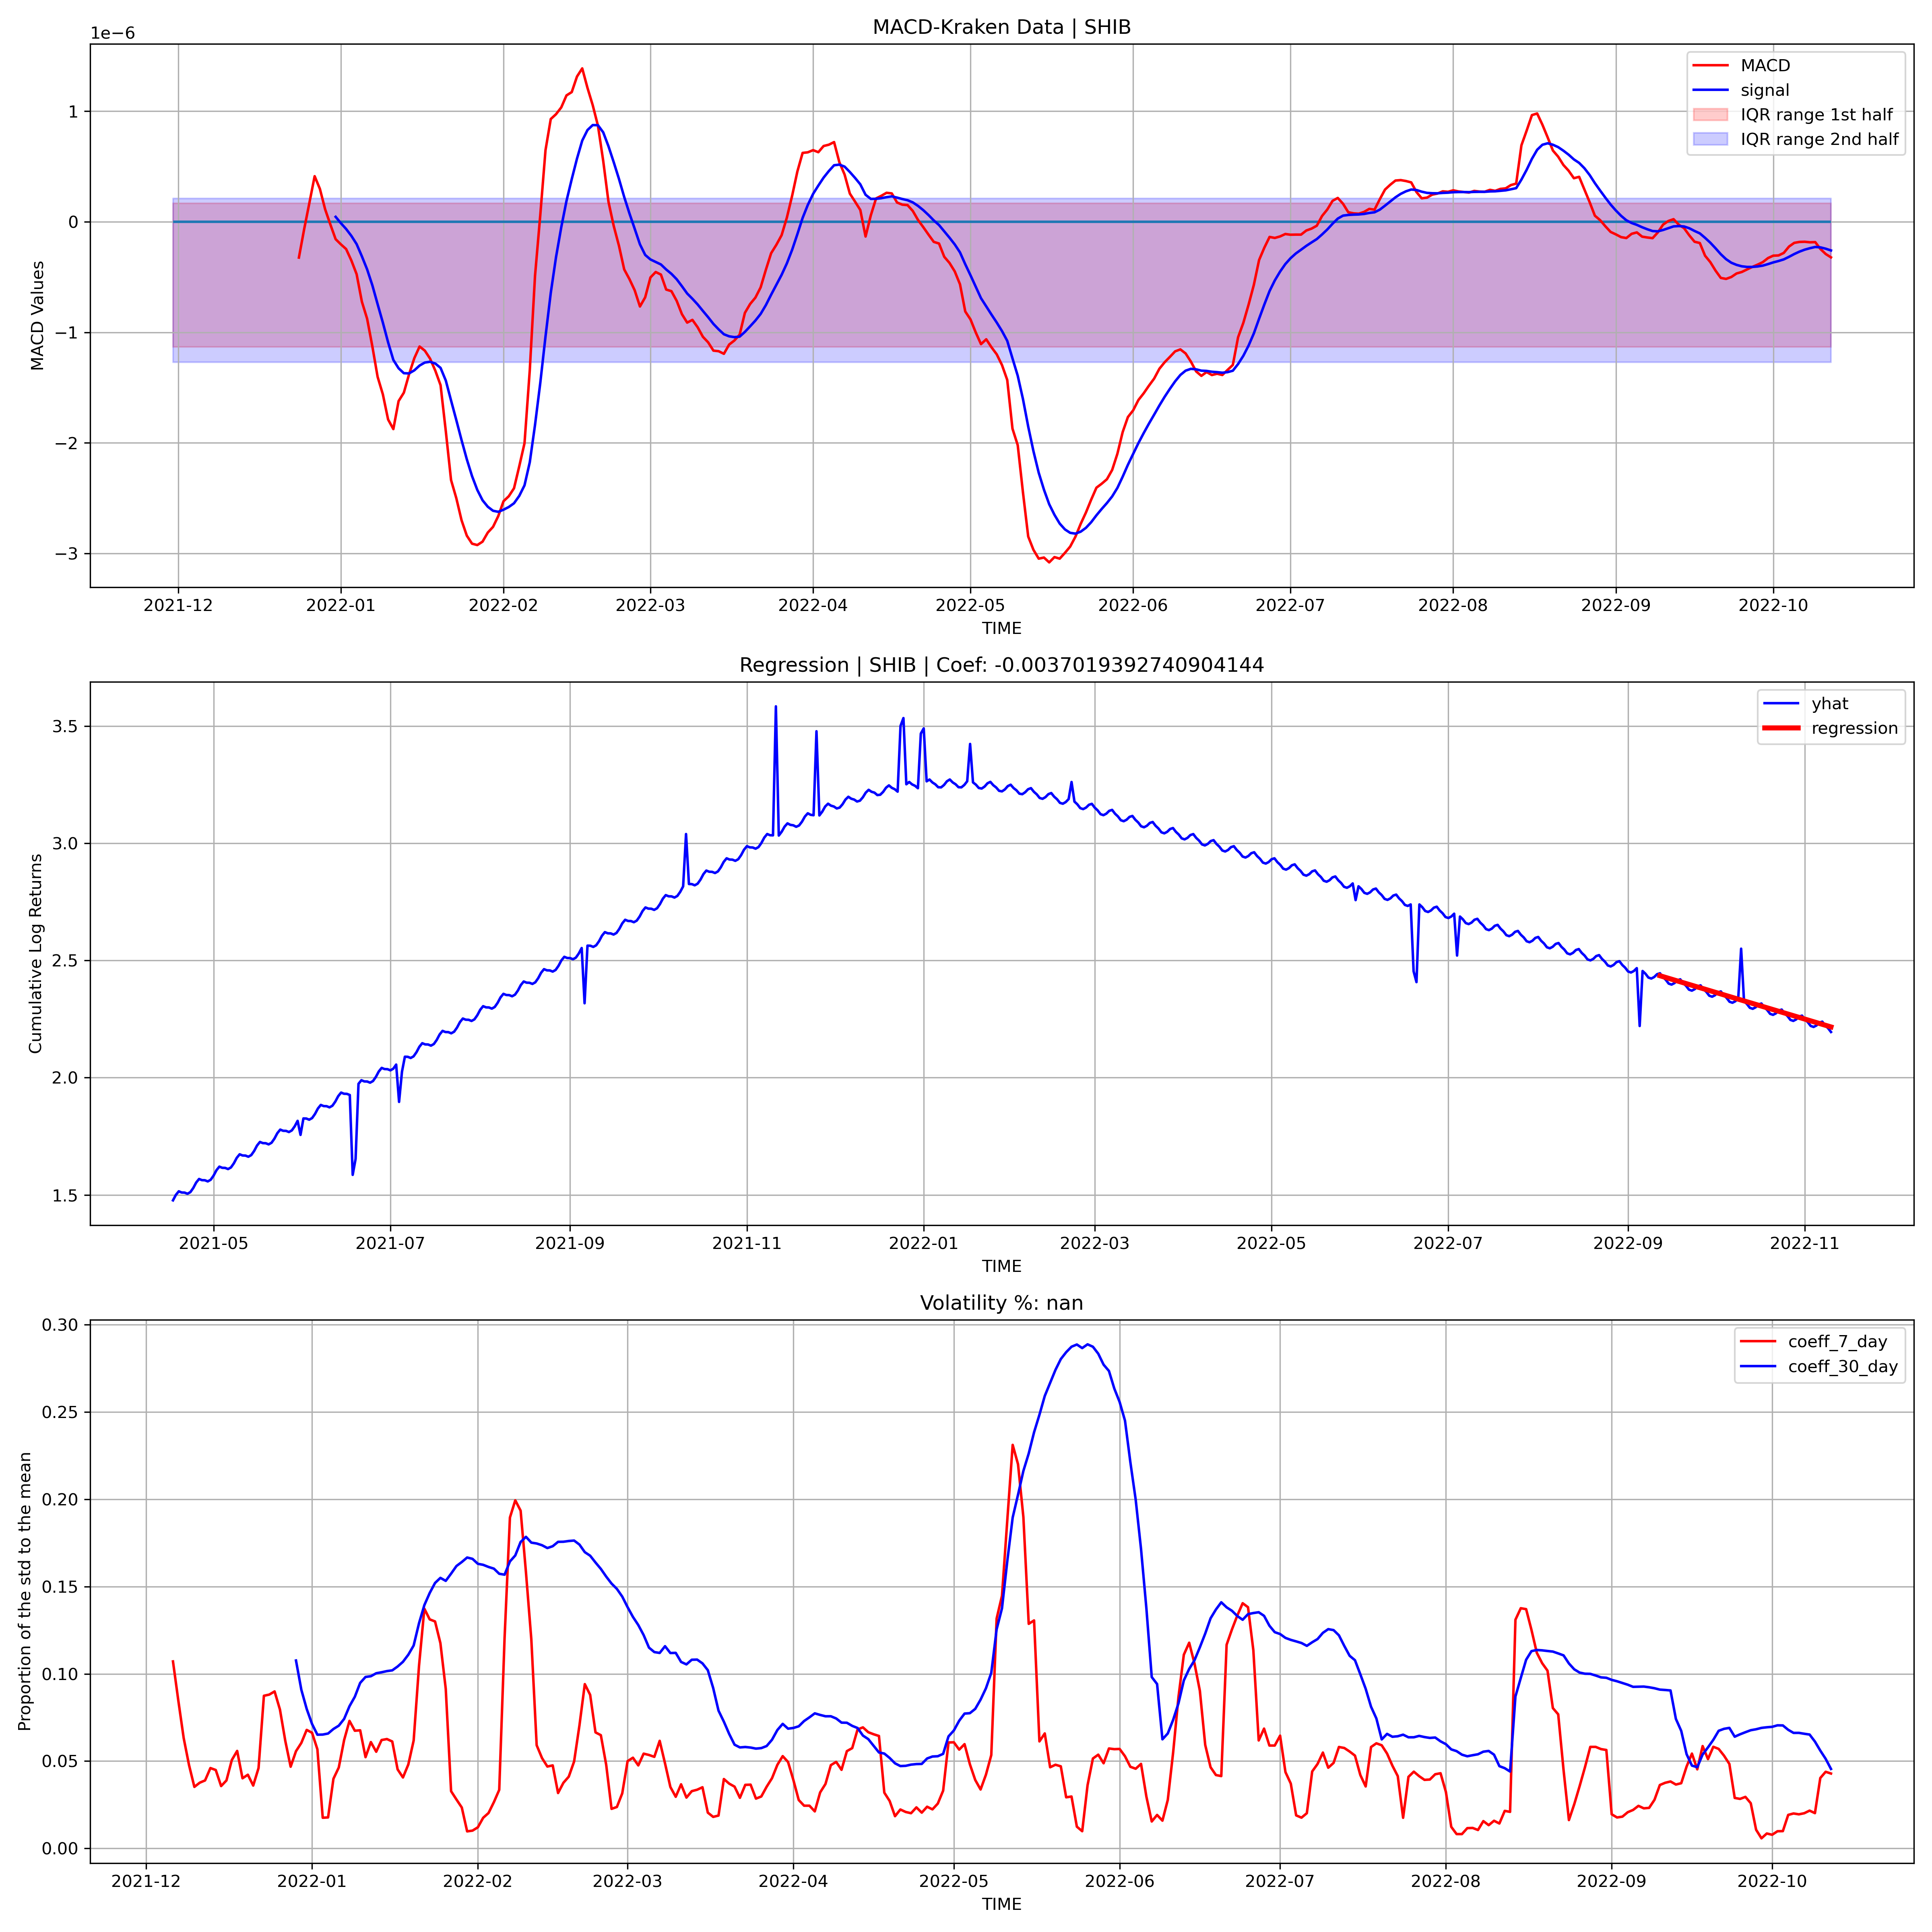 MACD-Kraken Data | SHIB
1e−6
MACD
signal
IQR range 1st half
IQR range 2nd half
1
0
−1
−2
−3
MACD Values
2021-12 2022-01 2022-02 2022-03 2022-04 2022-05 2022-06 2022-07 2022-08 2022-09 2022-10
TIME
Regression | SHIB | Coef: -0.0037019392740904144
yhat
regression
3.5
3.0
2.5
2.0
1.5
Cumulative Log Returns
2021-05 2021-07 2021-09 2021-11 2022-01 2022-03 2022-05 2022-07 2022-09 2022-11
TIME
Volatility %: nan
coeff_7_day
coeff_30_day
0.30
0.25
0.20
0.15
0.10
0.05
0.00
Proportion of the std to the mean
2021-12 2022-01 2022-02 2022-03 2022-04 2022-05 2022-06 2022-07 2022-08 2022-09 2022-10
TIME